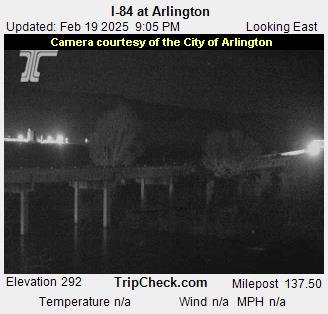 I-84 at Arlington
Updated: Feb 19 2025 9:05 PM Looking East
Camera courtesy of the City of Arlington
Elevation 292 TripCheck.com Milepost 137.50
Temperature n/a Wind n/a MPH n/a